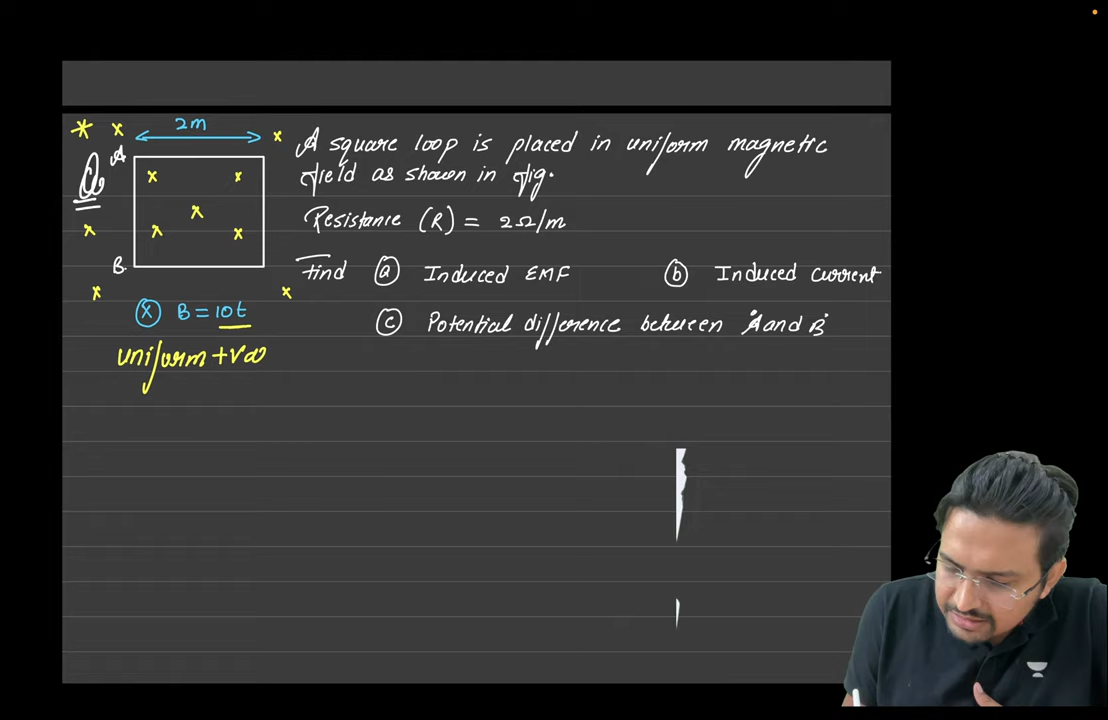 2m
A
A square loop is placed in uniform magnetic
field as shown in fig.
Q
Resistance (R) = 2Ω/m
B
Find (a) Induced EMF (b) Induced current
(x) B = 10t
(c) Potential difference between A and B
uniform + Var